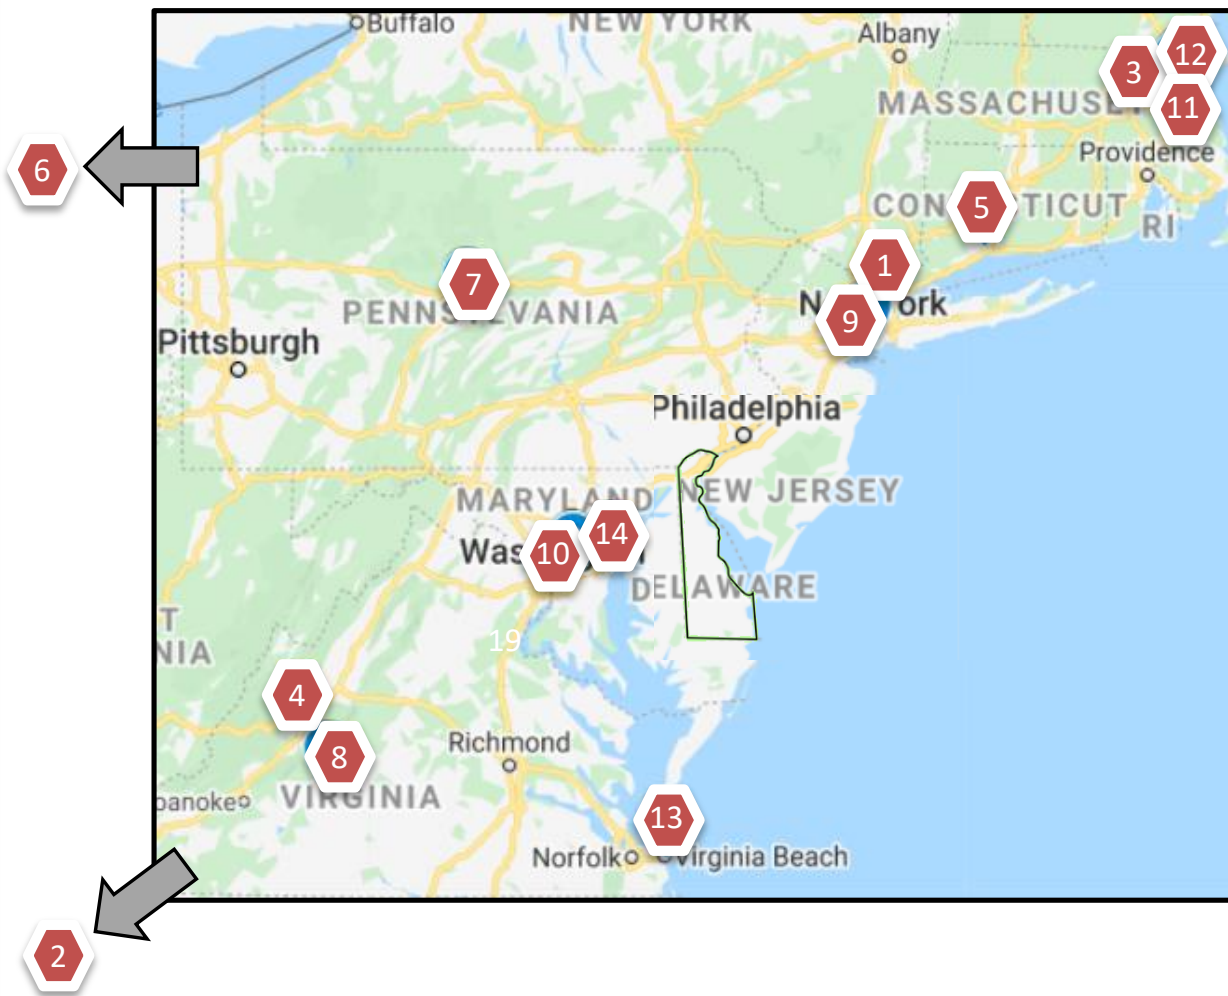 Buffalo
NEW YORK
Albany
12
3
MASSACHUSE
11
Providence
6
CON
5
TICUT
RI
1
7
PENNS
VANIA
N
ork
9
Pittsburgh
Philadelphia
NEW JERSEY
MARYLAND
Was
10
14
DELAWARE
19
T
NIA
4
8
Richmond
VIRGINIA
oanoke
13
Norfolk
Virginia Beach
2